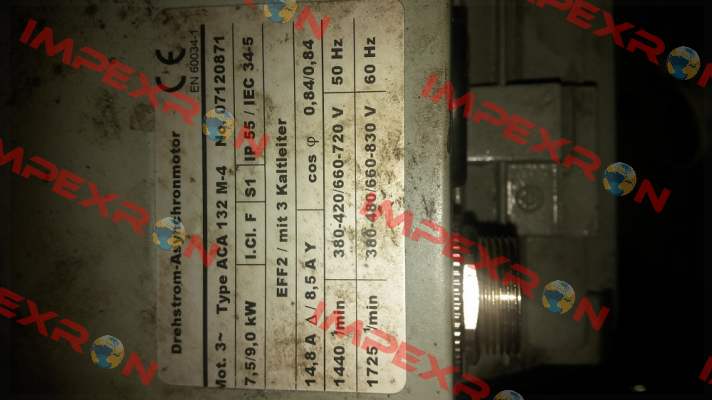 Drehstrom-Asynchronmotor CE
EN 60034-1
Mot. 3~ Type ACA 132 M-4 No. 07120871
7,5/9,0 kW I.Cl. F S1 IP 55 / IEC 34-5
EFF2 / mit 3 Kaltleiter
14,8 A Δ/ 8,5 A Y cos φ 0,84/0,84
1440 1/min 380-420/660-720 V 50 Hz
1725 1/min 380-480/660-830 V 60 Hz
IMPEXRON
IMPEXRON
IMPEXRON
IMPEXRON
IMPEXRON
IMPEXRON